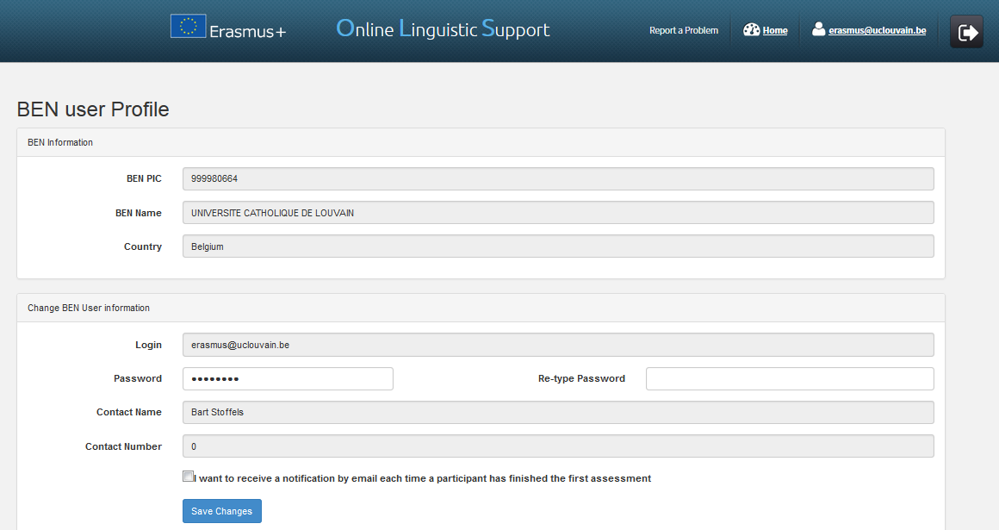 Erasmus+ Online Linguistic Support Report a Problem Home erasmus@uclouvain.be
BEN user Profile
BEN Information
BEN PIC 999980664
BEN Name UNIVERSITE CATHOLIQUE DE LOUVAIN
Country Belgium
Change BEN User information
Login erasmus@uclouvain.be
Password •••••••• Re-type Password
Contact Name Bart Stoffels
Contact Number 0
I want to receive a notification by email each time a participant has finished the first assessment
Save Changes